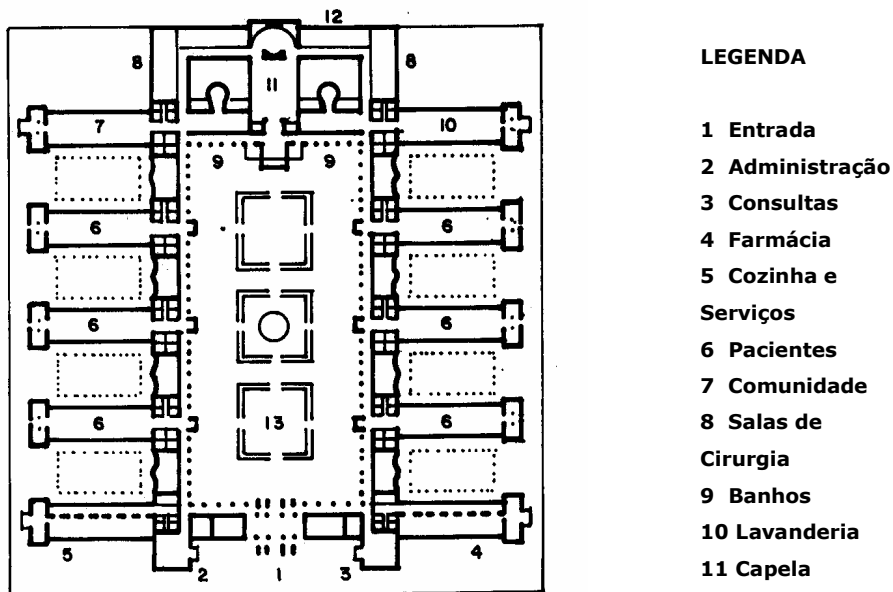 12
8 8
11
7 10
9 9
6 6
6 6
13
6 6
5 4
2 1 3
LEGENDA
1 Entrada
2 Administração
3 Consultas
4 Farmácia
5 Cozinha e
Serviços
6 Pacientes
7 Comunidade
8 Salas de
Cirurgia
9 Banhos
10 Lavanderia
11 Capela